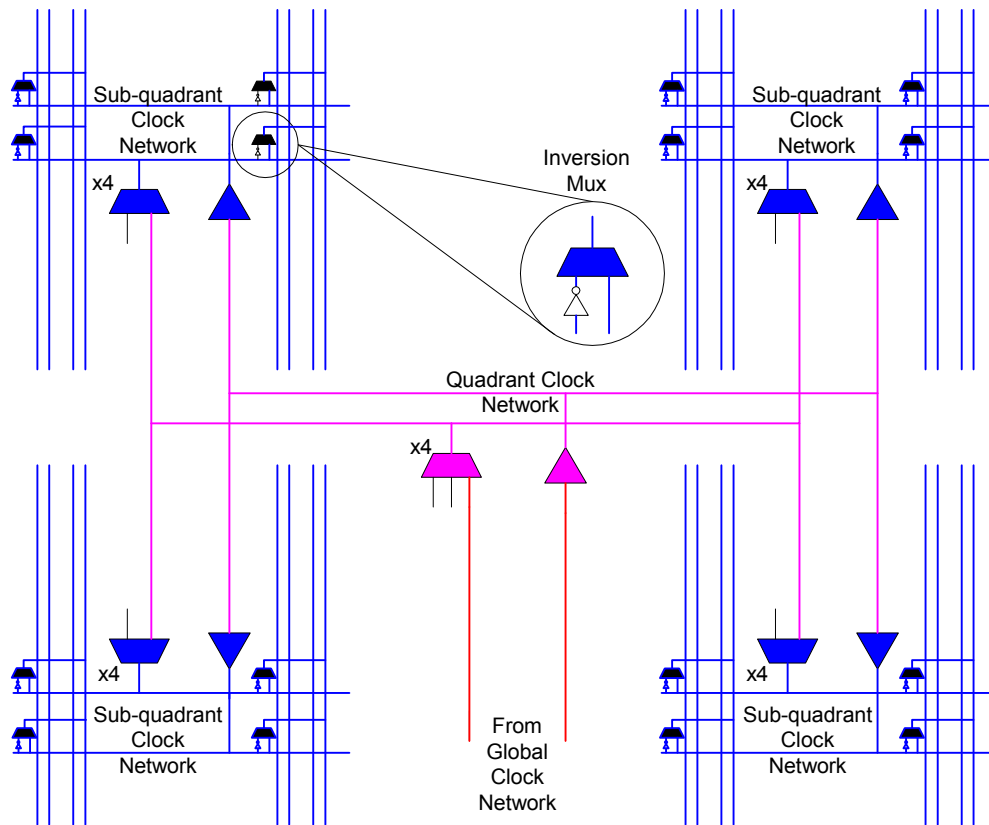 Sub-quadrant
Clock
Network
x4
Sub-quadrant
Clock
Network
x4
Inversion
Mux
Quadrant Clock
Network
x4
x4
Sub-quadrant
Clock
Network
From
Global
Clock
Network
x4
Sub-quadrant
Clock
Network